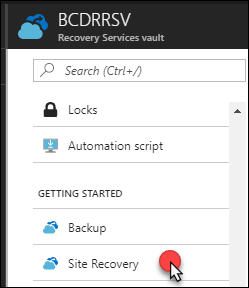 BCDRRSV
Recovery Services vault
Search (Ctrl+/)
Locks
Automation script
GETTING STARTED
Backup
Site Recovery